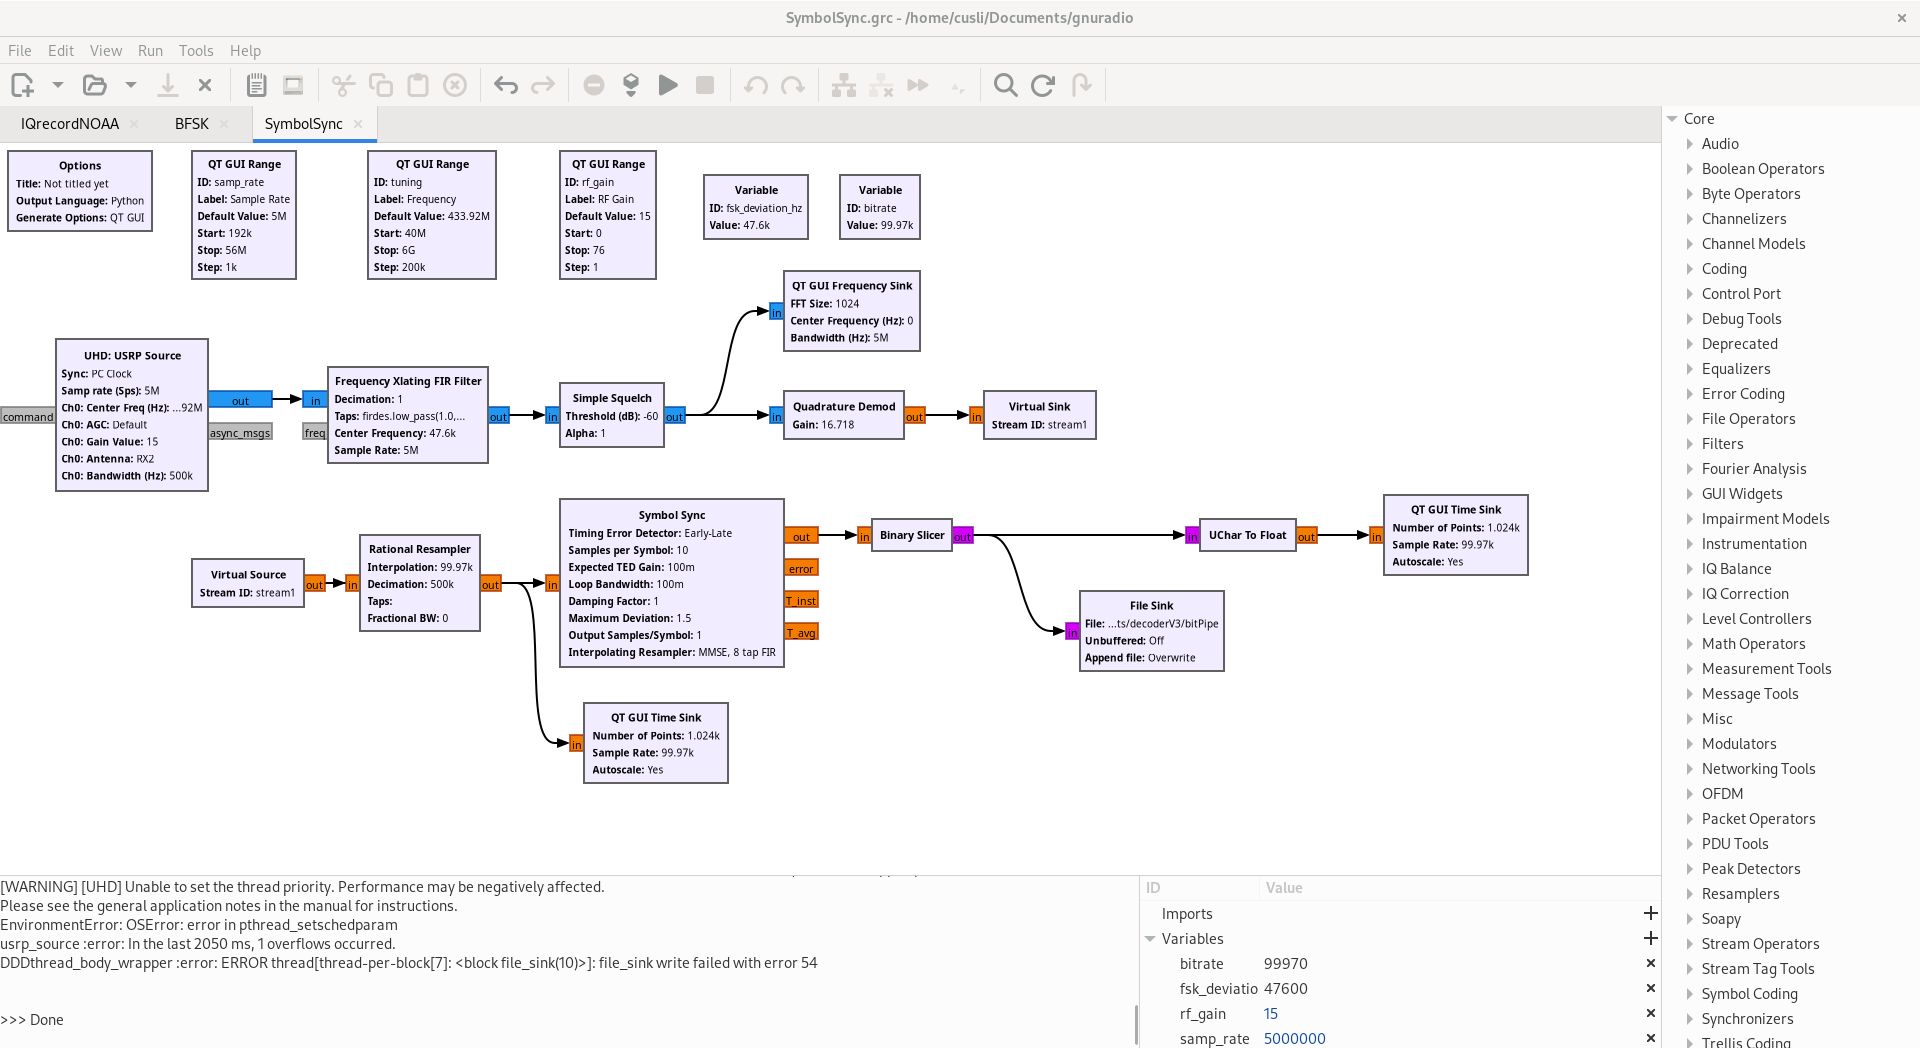 SymbolSync.grc - /home/cusli/Documents/gnuradio
File Edit View Run Tools Help
IQrecordNOAA
BFSK
SymbolSync
Options
Title: Not titled yet
Output Language: Python
Generate Options: QT GUI
QT GUI Range
ID: samp_rate
Label: Sample Rate
Default Value: 5M
Start: 192k
Stop: 56M
Step: 1k
QT GUI Range
ID: tuning
Label: Frequency
Default Value: 433.92M
Start: 40M
Stop: 6G
Step: 200k
QT GUI Range
ID: rf_gain
Label: RF Gain
Default Value: 15
Start: 0
Stop: 76
Step: 1
Variable
ID: fsk_deviation_hz
Value: 47.6k
Variable
ID: bitrate
Value: 99.97k
QT GUI Frequency Sink
FFT Size: 1024
Center Frequency (Hz): 0
Bandwidth (Hz): 5M
in
command
UHD: USRP Source
Sync: PC Clock
Samp rate (Sps): 5M
Ch0: Center Freq (Hz): ...92M
Ch0: AGC: Default
Ch0: Gain Value: 15
Ch0: Antenna: RX2
Ch0: Bandwidth (Hz): 500k
out
async_msgs
in
freq
Frequency Xlating FIR Filter
Decimation: 1
Taps: firdes.low_pass(1.0,...
Center Frequency: 47.6k
Sample Rate: 5M
out
in
Simple Squelch
Threshold (dB): -60
Alpha: 1
out
in
Quadrature Demod
Gain: 16.718
out
in
Virtual Sink
Stream ID: stream1
Virtual Source
Stream ID: stream1
out
in
Rational Resampler
Interpolation: 99.97k
Decimation: 500k
Taps:
Fractional BW: 0
out
in
Symbol Sync
Timing Error Detector: Early-Late
Samples per Symbol: 10
Expected TED Gain: 100m
Loop Bandwidth: 100m
Damping Factor: 1
Maximum Deviation: 1.5
Output Samples/Symbol: 1
Interpolating Resampler: MMSE, 8 tap FIR
out
error
T_inst
T_avg
in
Binary Slicer
out
in
UChar To Float
out
in
QT GUI Time Sink
Number of Points: 1.024k
Sample Rate: 99.97k
Autoscale: Yes
in
File Sink
File: ...ts/decoderV3/bitPipe
Unbuffered: Off
Append file: Overwrite
in
QT GUI Time Sink
Number of Points: 1.024k
Sample Rate: 99.97k
Autoscale: Yes
[WARNING] [UHD] Unable to set the thread priority. Performance may be negatively affected.
Please see the general application notes in the manual for instructions.
EnvironmentError: OSError: error in pthread_setschedparam
usrp_source :error: In the last 2050 ms, 1 overflows occurred.
DDDthread_body_wrapper :error: ERROR thread[thread-per-block[7]: <block file_sink(10)>]: file_sink write failed with error 54
>>> Done
ID Value
Imports
Variables
bitrate 99970
fsk_deviatio 47600
rf_gain 15
samp_rate 5000000
Core
Audio
Boolean Operators
Byte Operators
Channelizers
Channel Models
Coding
Control Port
Debug Tools
Deprecated
Equalizers
Error Coding
File Operators
Filters
Fourier Analysis
GUI Widgets
Impairment Models
Instrumentation
IQ Balance
IQ Correction
Level Controllers
Math Operators
Measurement Tools
Message Tools
Misc
Modulators
Networking Tools
OFDM
Packet Operators
PDU Tools
Peak Detectors
Resamplers
Soapy
Stream Operators
Stream Tag Tools
Symbol Coding
Synchronizers
Trellis Coding